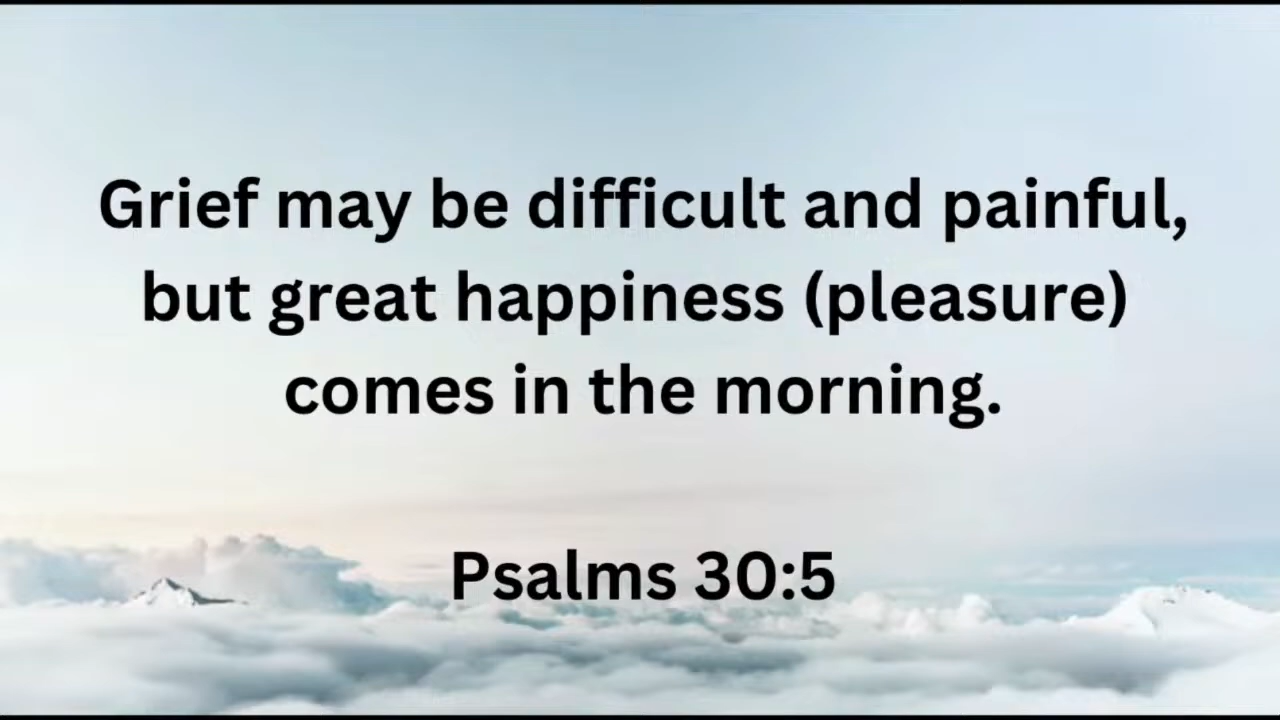 Grief may be difficult and painful,
but great happiness (pleasure)
comes in the morning.
Psalms 30:5